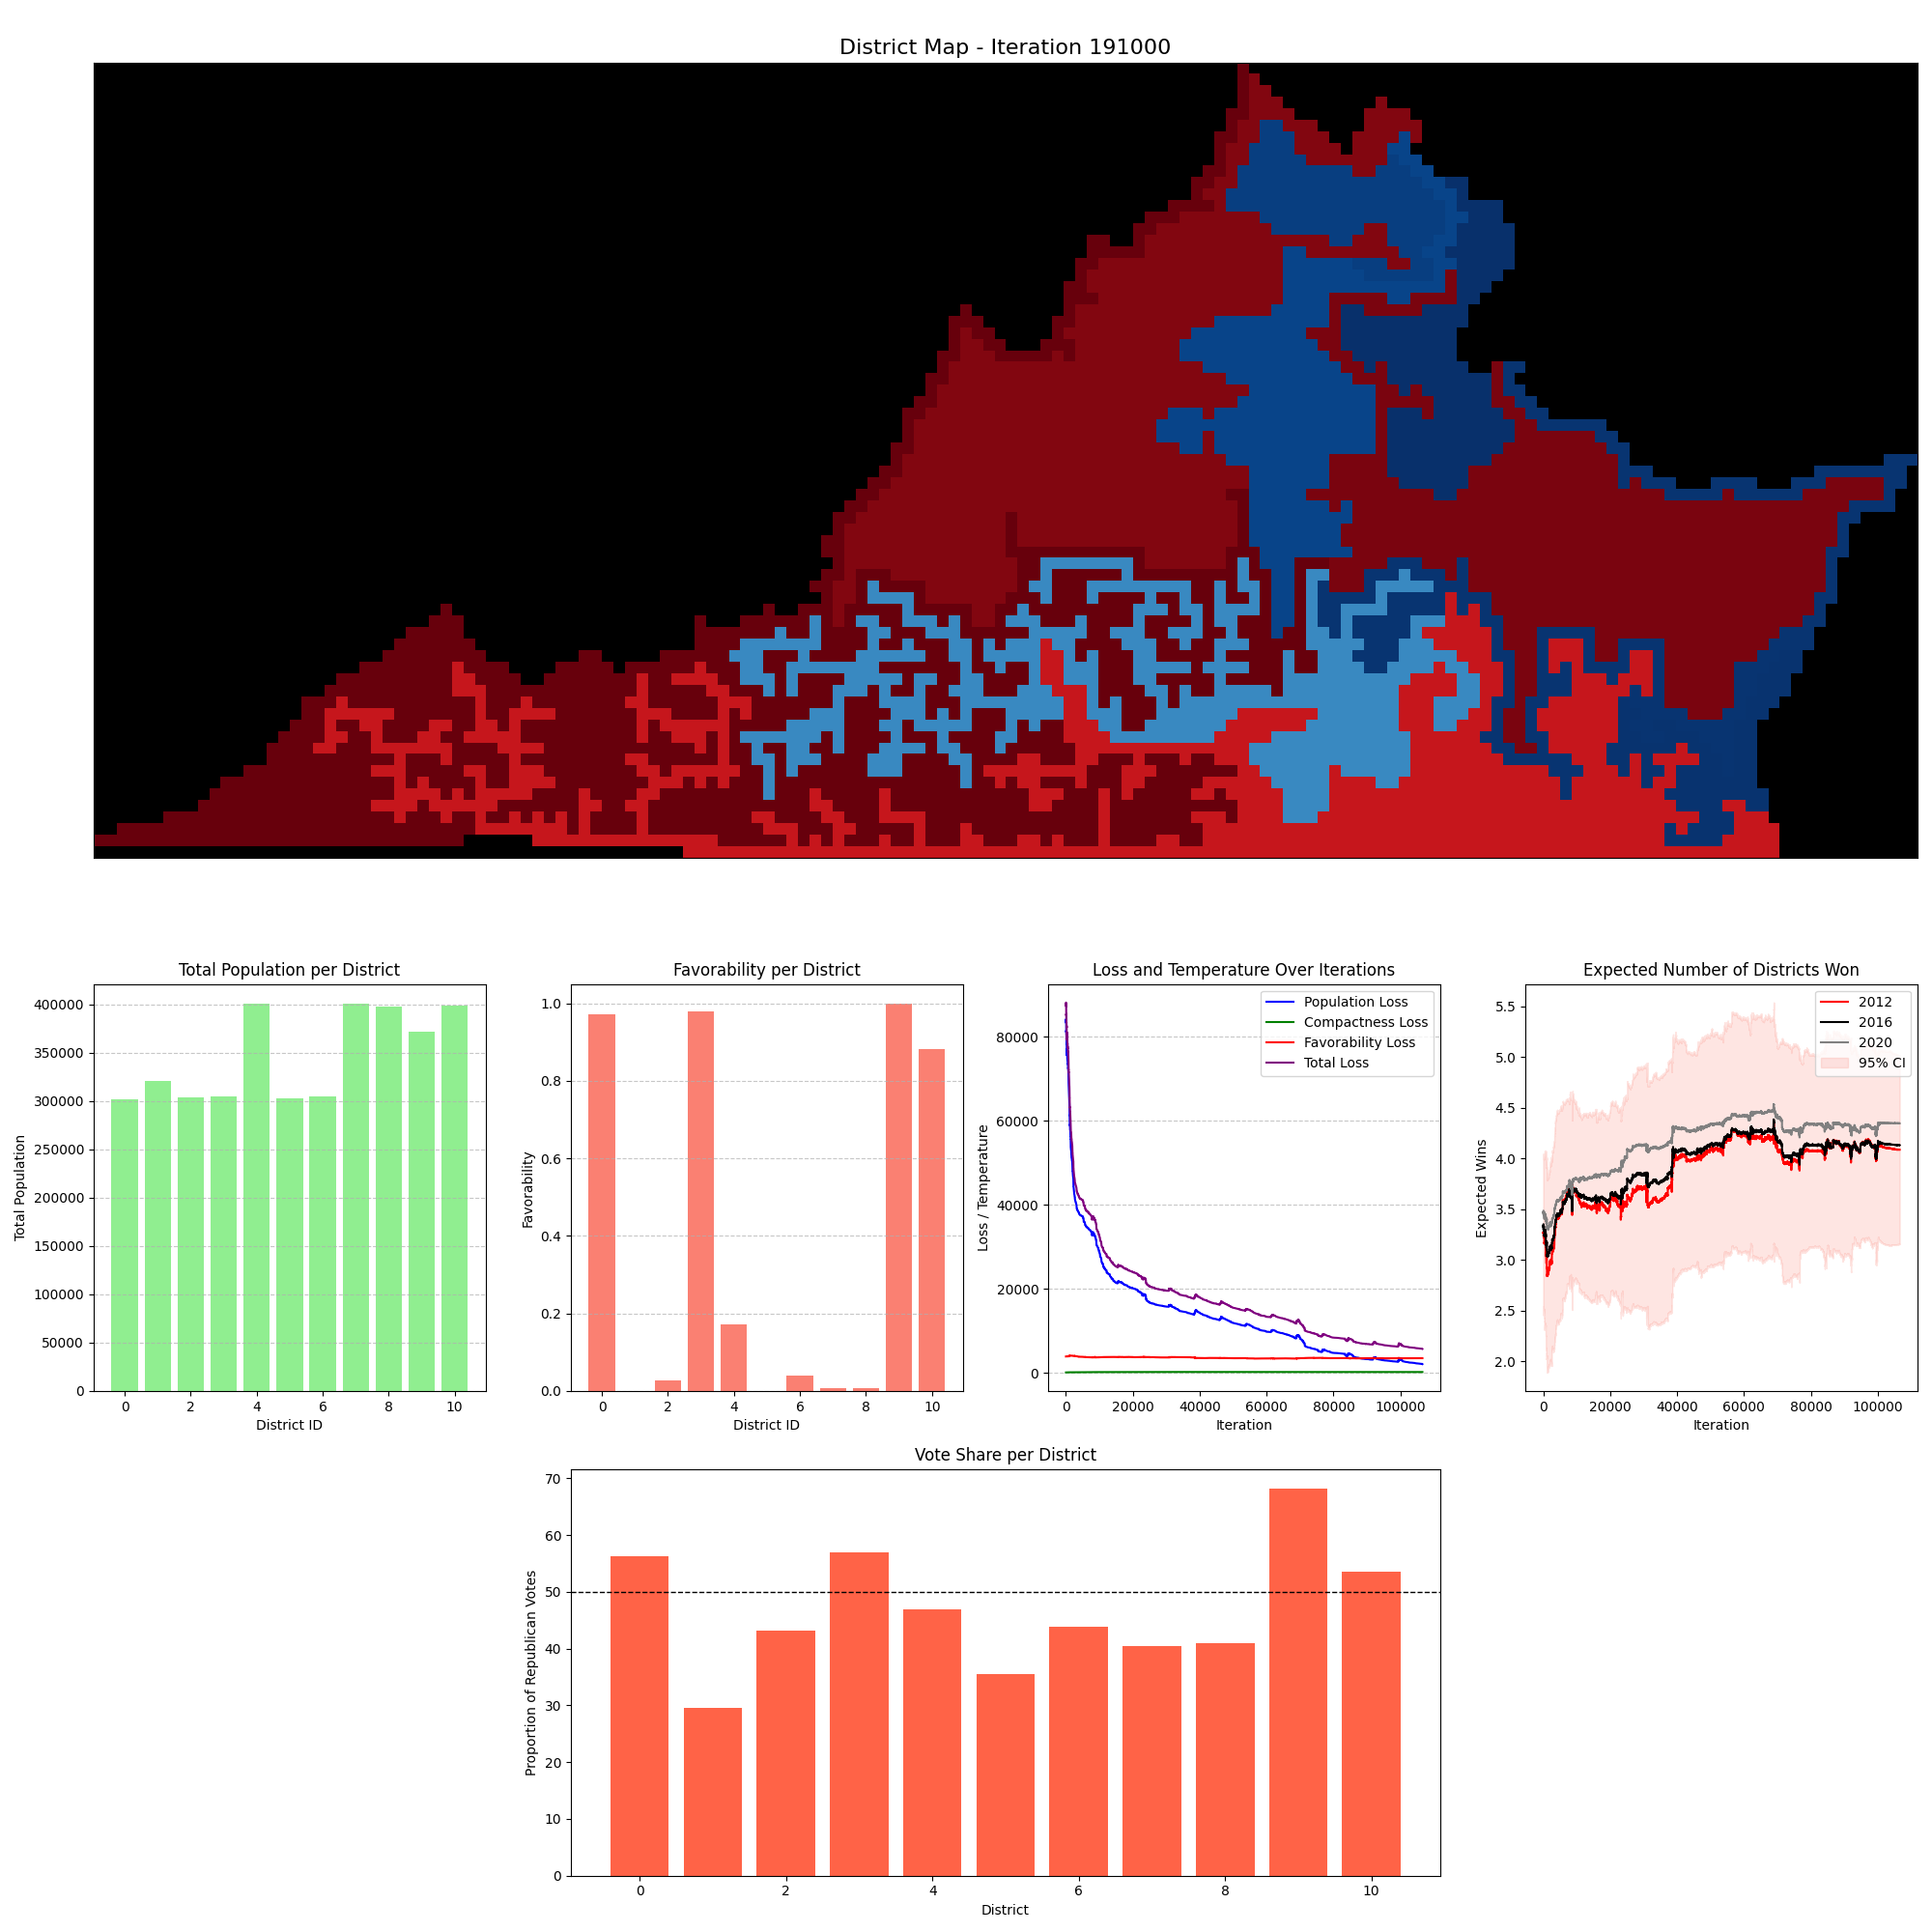 District Map - Iteration 191000
Total Population per District
Total Population
400000
350000
300000
250000
200000
150000
100000
50000
0
0 2 4 6 8 10
District ID
Favorability per District
Favorability
1.0
0.8
0.6
0.4
0.2
0.0
0 2 4 6 8 10
District ID
Loss and Temperature Over Iterations
Loss / Temperature
80000
60000
40000
20000
0
Population Loss
Compactness Loss
Favorability Loss
Total Loss
0 20000 40000 60000 80000 100000
Iteration
Expected Number of Districts Won
Expected Wins
5.5
5.0
4.5
4.0
3.5
3.0
2.5
2.0
2012
2016
2020
95% CI
0 20000 40000 60000 80000 100000
Iteration
Vote Share per District
Proportion of Republican Votes
70
60
50
40
30
20
10
0
0 2 4 6 8 10
District